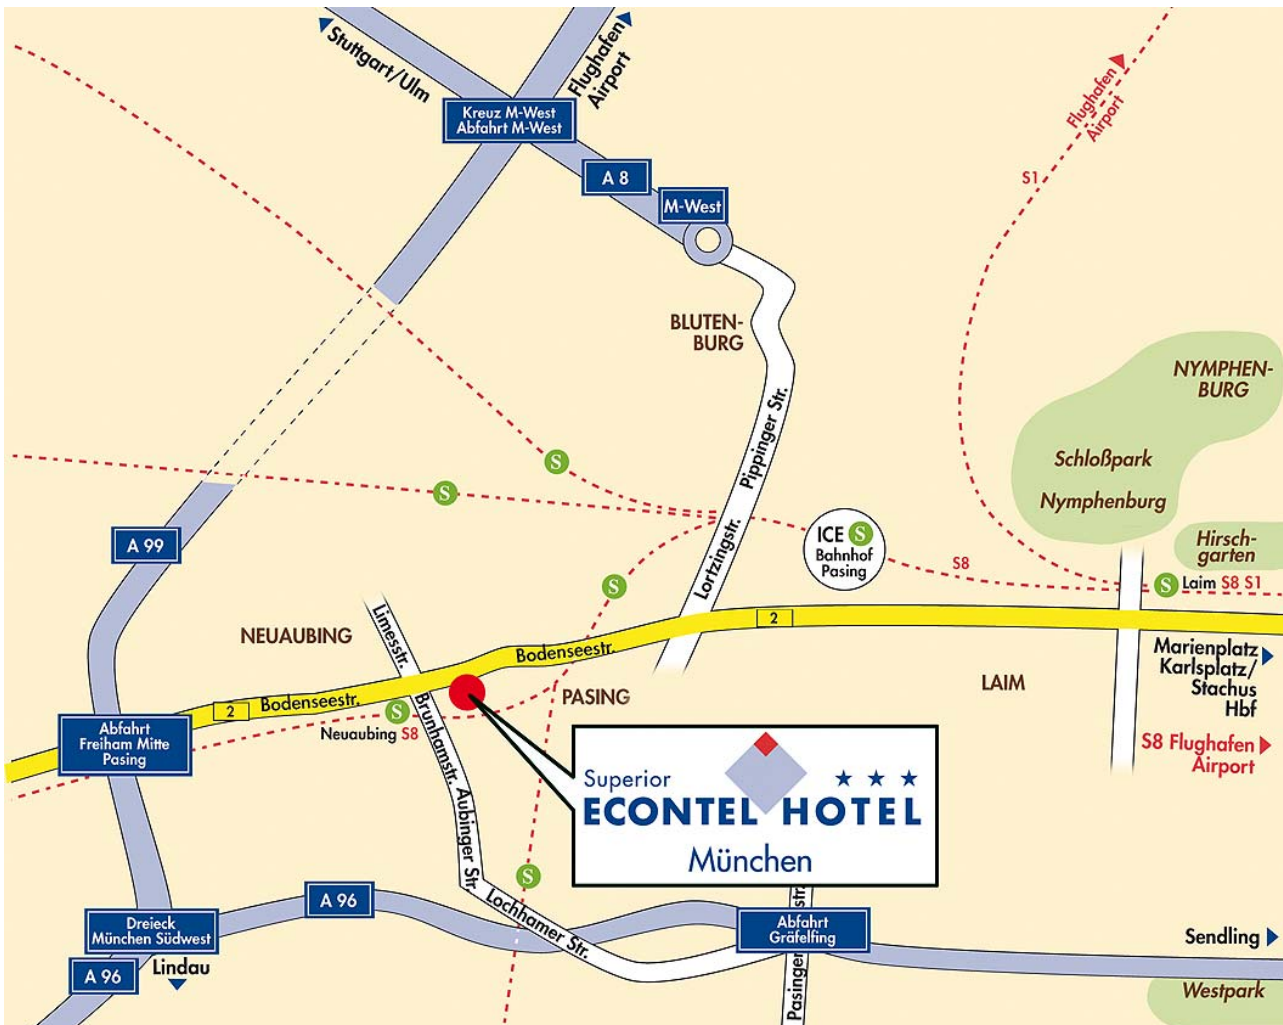 Stuttgart/Ulm
Flughafen
Airport
Kreuz M-West
Abfahrt M-West
A 8
M-West
Flughafen
Airport
S1
BLUTEN-
BURG
NYMPHEN-
BURG
Schloßpark
Nymphenburg
Pippinger Str.
Lortzingstr.
ICE S
Bahnhof
Pasing
S8
Hirsch-
garten
S Laim S8 S1
S
S
S
A 99
Limesstr.
NEUAUBING
2
Bodenseestr.
Bodenseestr.
2
PASING
LAIM
Marienplatz
Karlsplatz/
Stachus
Hbf
S8 Flughafen
Airport
Abfahrt
Freiham Mitte
Pasing
S
Neuaubing S8
Brunhamstr.
Aubinger Str.
Superior
ECONTEL HOTEL
München
S
Lochhamer Str.
A 96
Dreieck
München Südwest
A 96
Lindau
Abfahrt
Gräfelfing
Pasinger str.
Sendling
Westpark